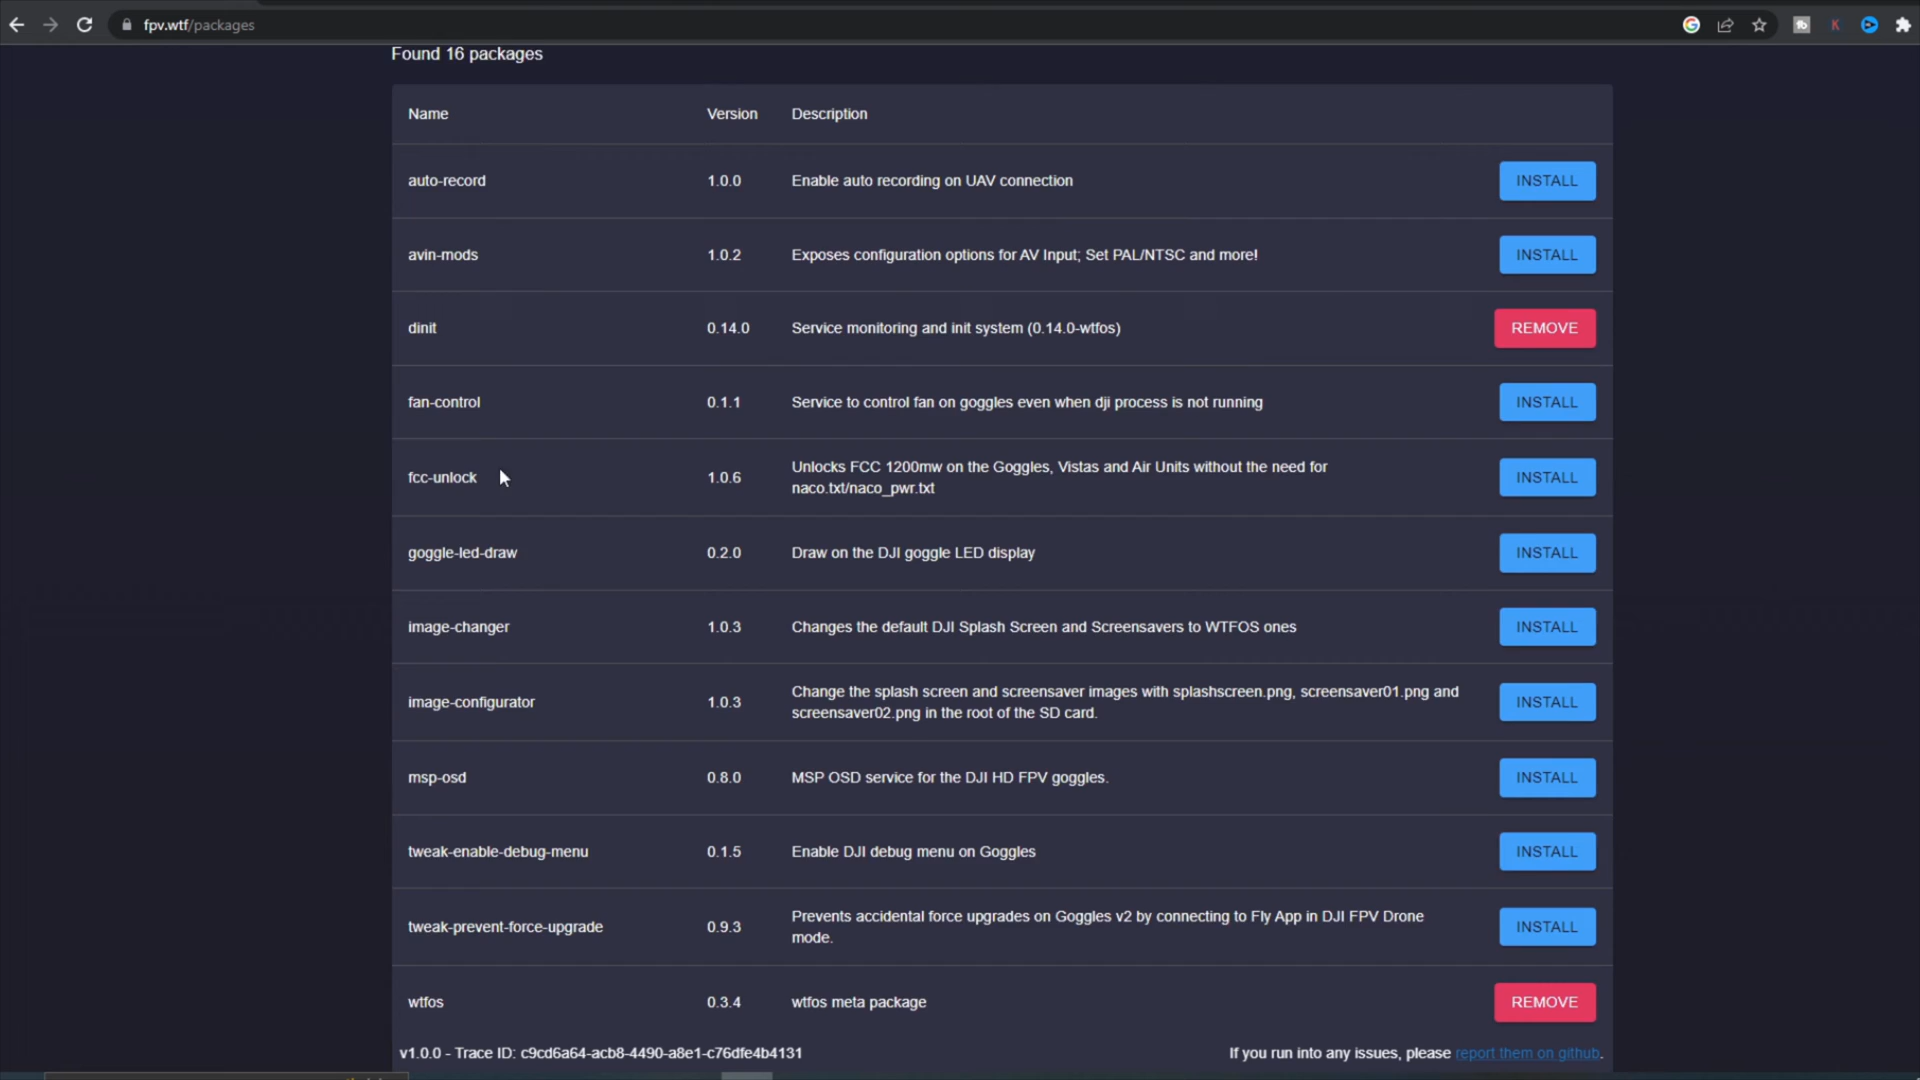 fpv.wtf/packages
Found 16 packages
Name Version Description
auto-record 1.0.0 Enable auto recording on UAV connection INSTALL
avin-mods 1.0.2 Exposes configuration options for AV Input; Set PAL/NTSC and more! INSTALL
dinit 0.14.0 Service monitoring and init system (0.14.0-wtfos) REMOVE
fan-control 0.1.1 Service to control fan on goggles even when dji process is not running INSTALL
fcc-unlock 1.0.6 Unlocks FCC 1200mw on the Goggles, Vistas and Air Units without the need for INSTALL
naco.txt/naco_pwr.txt
goggle-led-draw 0.2.0 Draw on the DJI goggle LED display INSTALL
image-changer 1.0.3 Changes the default DJI Splash Screen and Screensavers to WTFOS ones INSTALL
image-configurator 1.0.3 Change the splash screen and screensaver images with splashscreen.png, screensaver01.png and INSTALL
screensaver02.png in the root of the SD card.
msp-osd 0.8.0 MSP OSD service for the DJI HD FPV goggles. INSTALL
tweak-enable-debug-menu 0.1.5 Enable DJI debug menu on Goggles INSTALL
tweak-prevent-force-upgrade 0.9.3 Prevents accidental force upgrades on Goggles v2 by connecting to Fly App in DJI FPV Drone INSTALL
mode.
wtfos 0.3.4 wtfos meta package REMOVE
v1.0.0 - Trace ID: c9cd6a64-acb8-4490-a8e1-c76dfe4b4131 If you run into any issues, please report them on github.